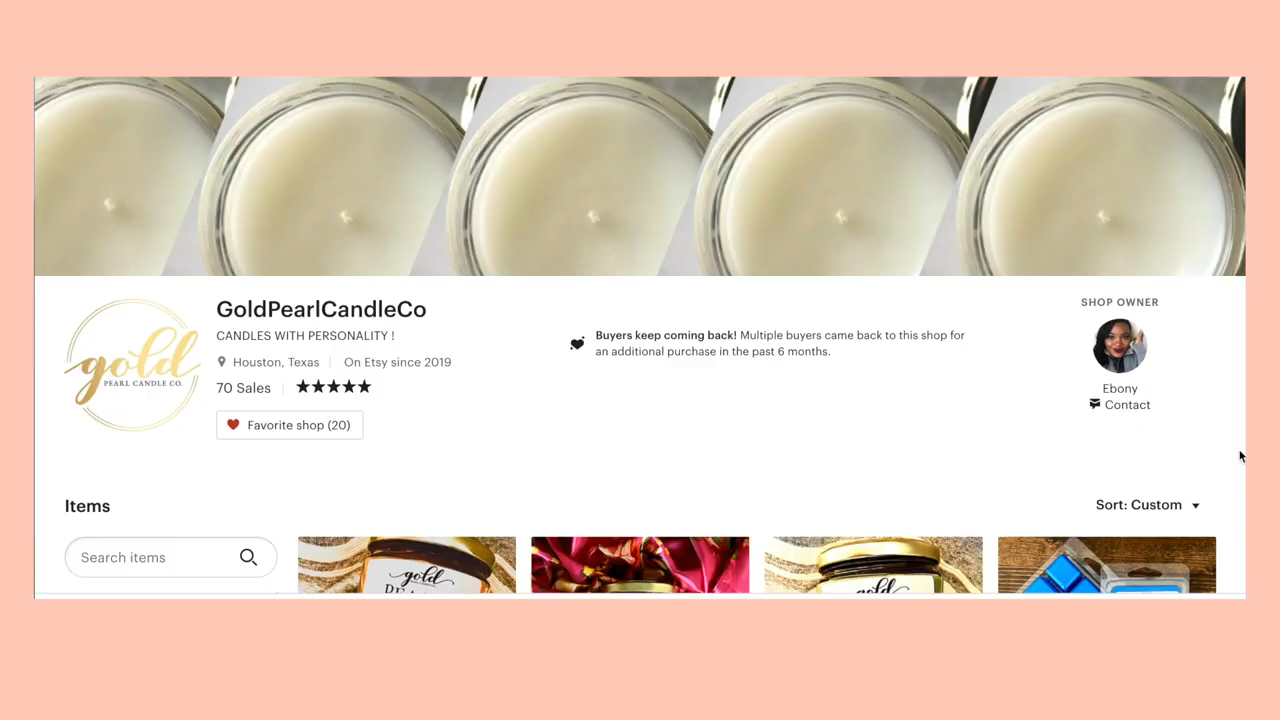 GoldPearlCandleCo
CANDLES WITH PERSONALITY !
Houston, Texas
On Etsy since 2019
70 Sales
Favorite shop (20)
gold
PEARL CANDLE CO.
Buyers keep coming back! Multiple buyers came back to this shop for
an additional purchase in the past 6 months.
SHOP OWNER
Ebony
Contact
Items
Sort: Custom
Search items
gold
gold